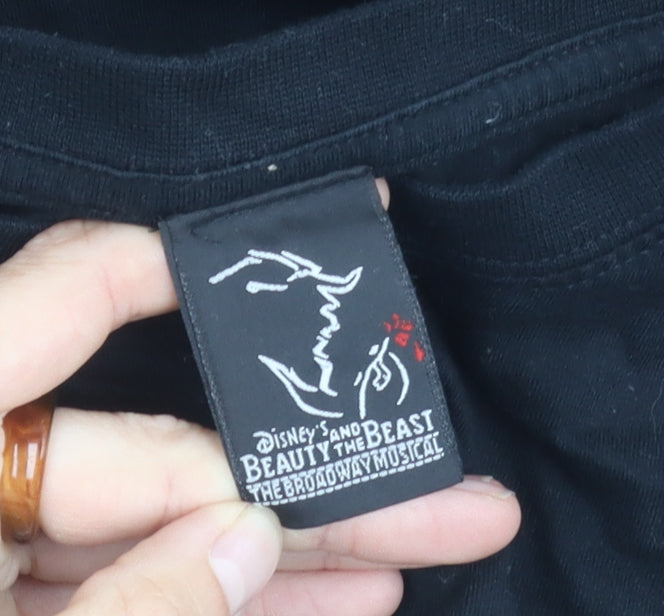 DISNEY'S
BEAUTY AND THE BEAST
THE BROADWAY MUSICAL